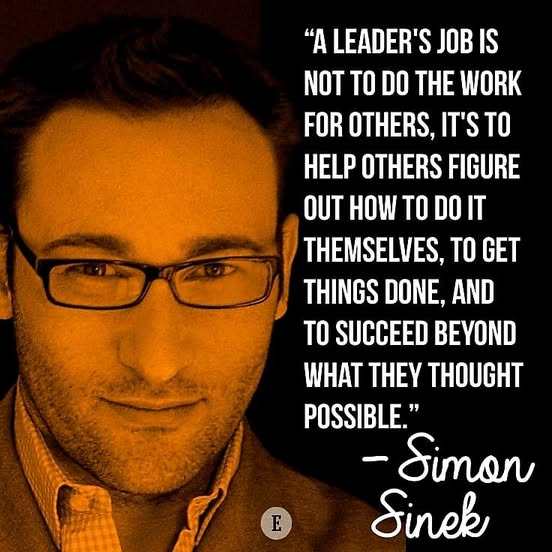 “A LEADER'S JOB IS
NOT TO DO THE WORK
FOR OTHERS, IT'S TO
HELP OTHERS FIGURE
OUT HOW TO DO IT
THEMSELVES, TO GET
THINGS DONE, AND
TO SUCCEED BEYOND
WHAT THEY THOUGHT
POSSIBLE.”
– Simon
Sinek
E